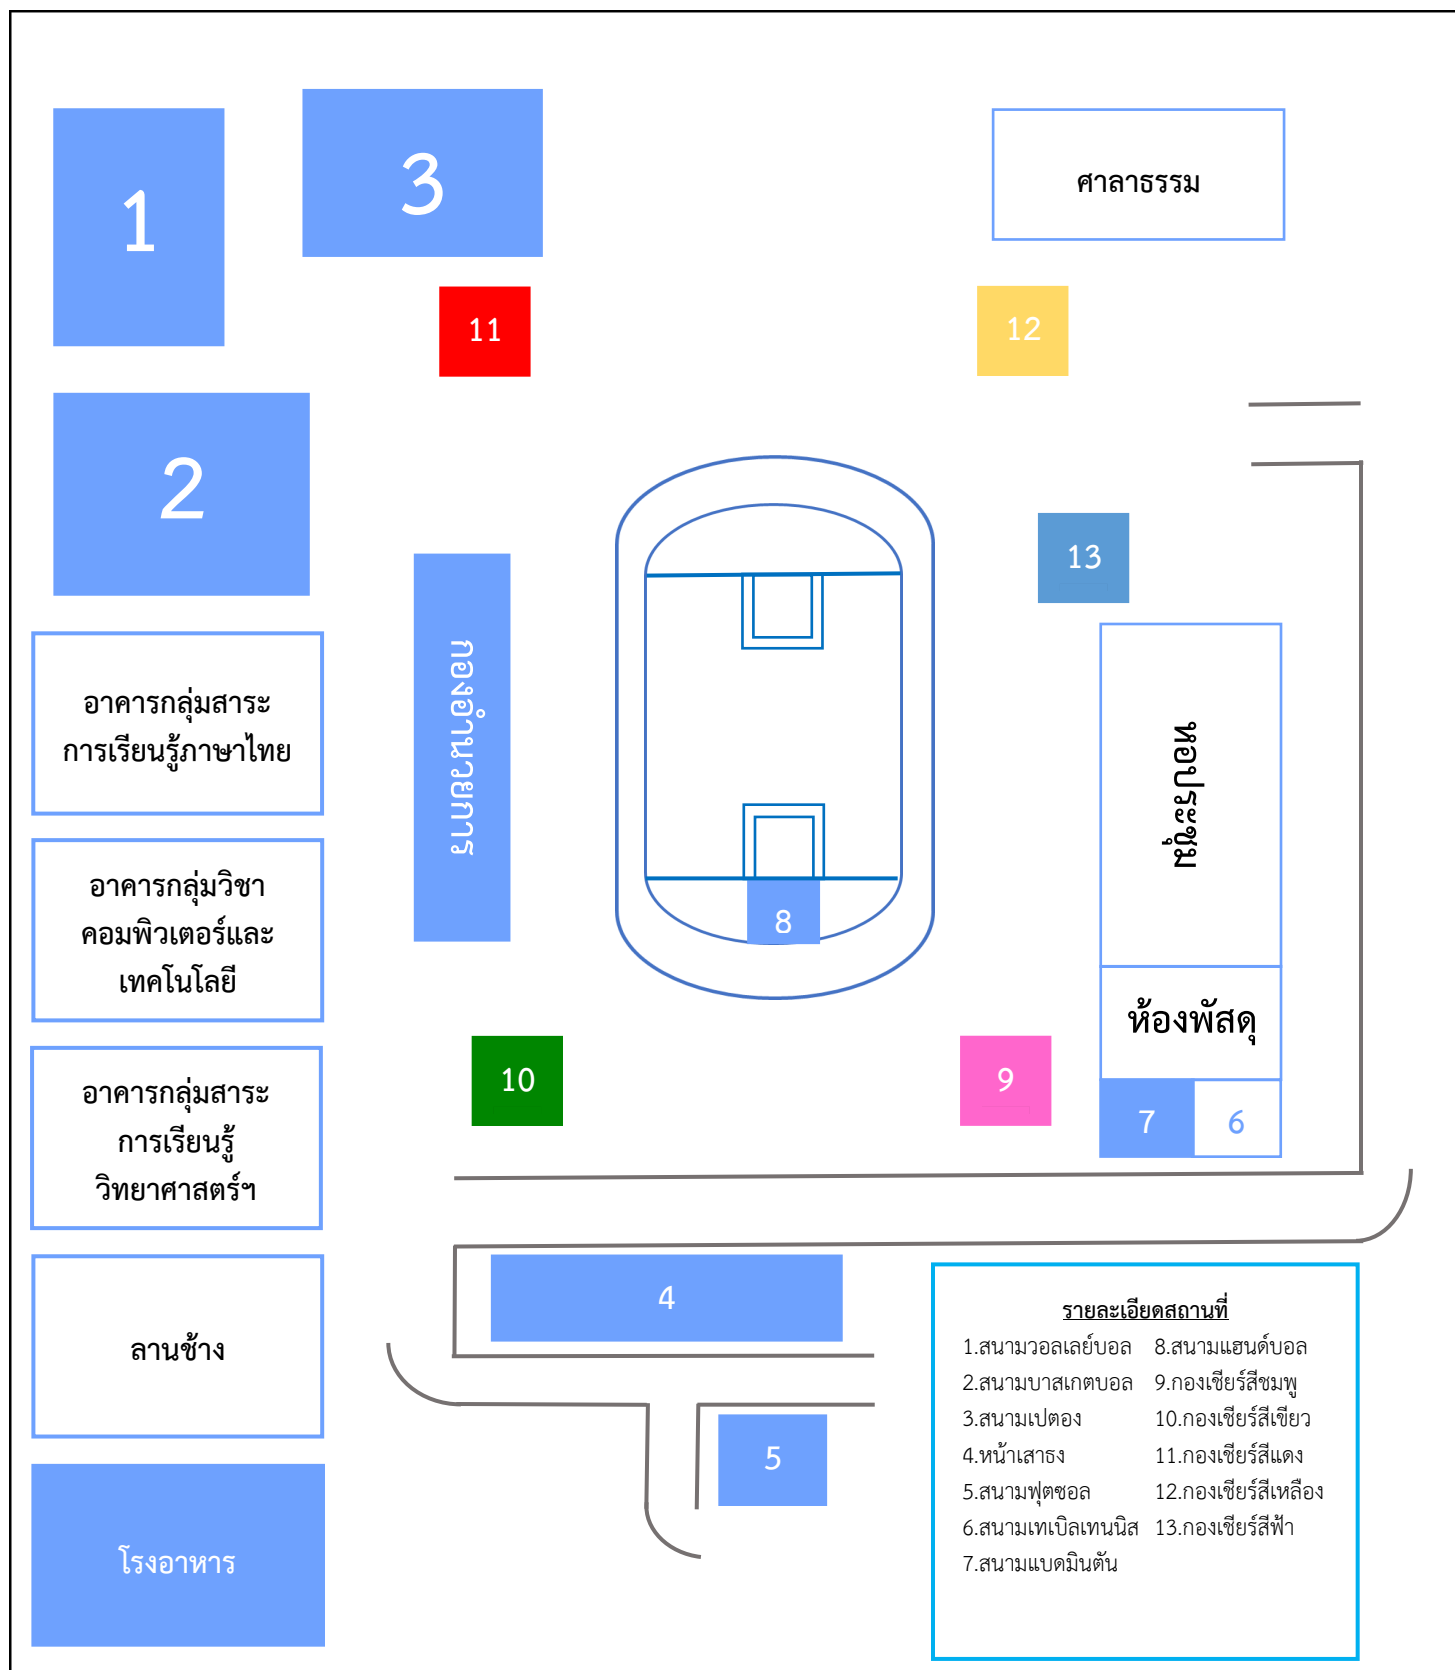 1
3
ศาลาธรรม
11
12
2
13
อาคารกลุ่มสาระ
การเรียนรู้ภาษาไทย
กองอำนวยการ
หอประชุม
อาคารกลุ่มวิชา
คอมพิวเตอร์และ
เทคโนโลยี
8
ห้องพัสดุ
อาคารกลุ่มสาระ
การเรียนรู้
วิทยาศาสตร์ฯ
10
9
7
6
ลานช้าง
4
5
โรงอาหาร
รายละเอียดสถานที่
1.สนามวอลเลย์บอล 8.สนามแฮนด์บอล
2.สนามบาสเกตบอล 9.กองเชียร์สีชมพู
3.สนามเปตอง 10.กองเชียร์สีเขียว
4.หน้าเสาธง 11.กองเชียร์สีแดง
5.สนามฟุตซอล 12.กองเชียร์สีเหลือง
6.สนามเทเบิลเทนนิส 13.กองเชียร์สีฟ้า
7.สนามแบดมินตัน